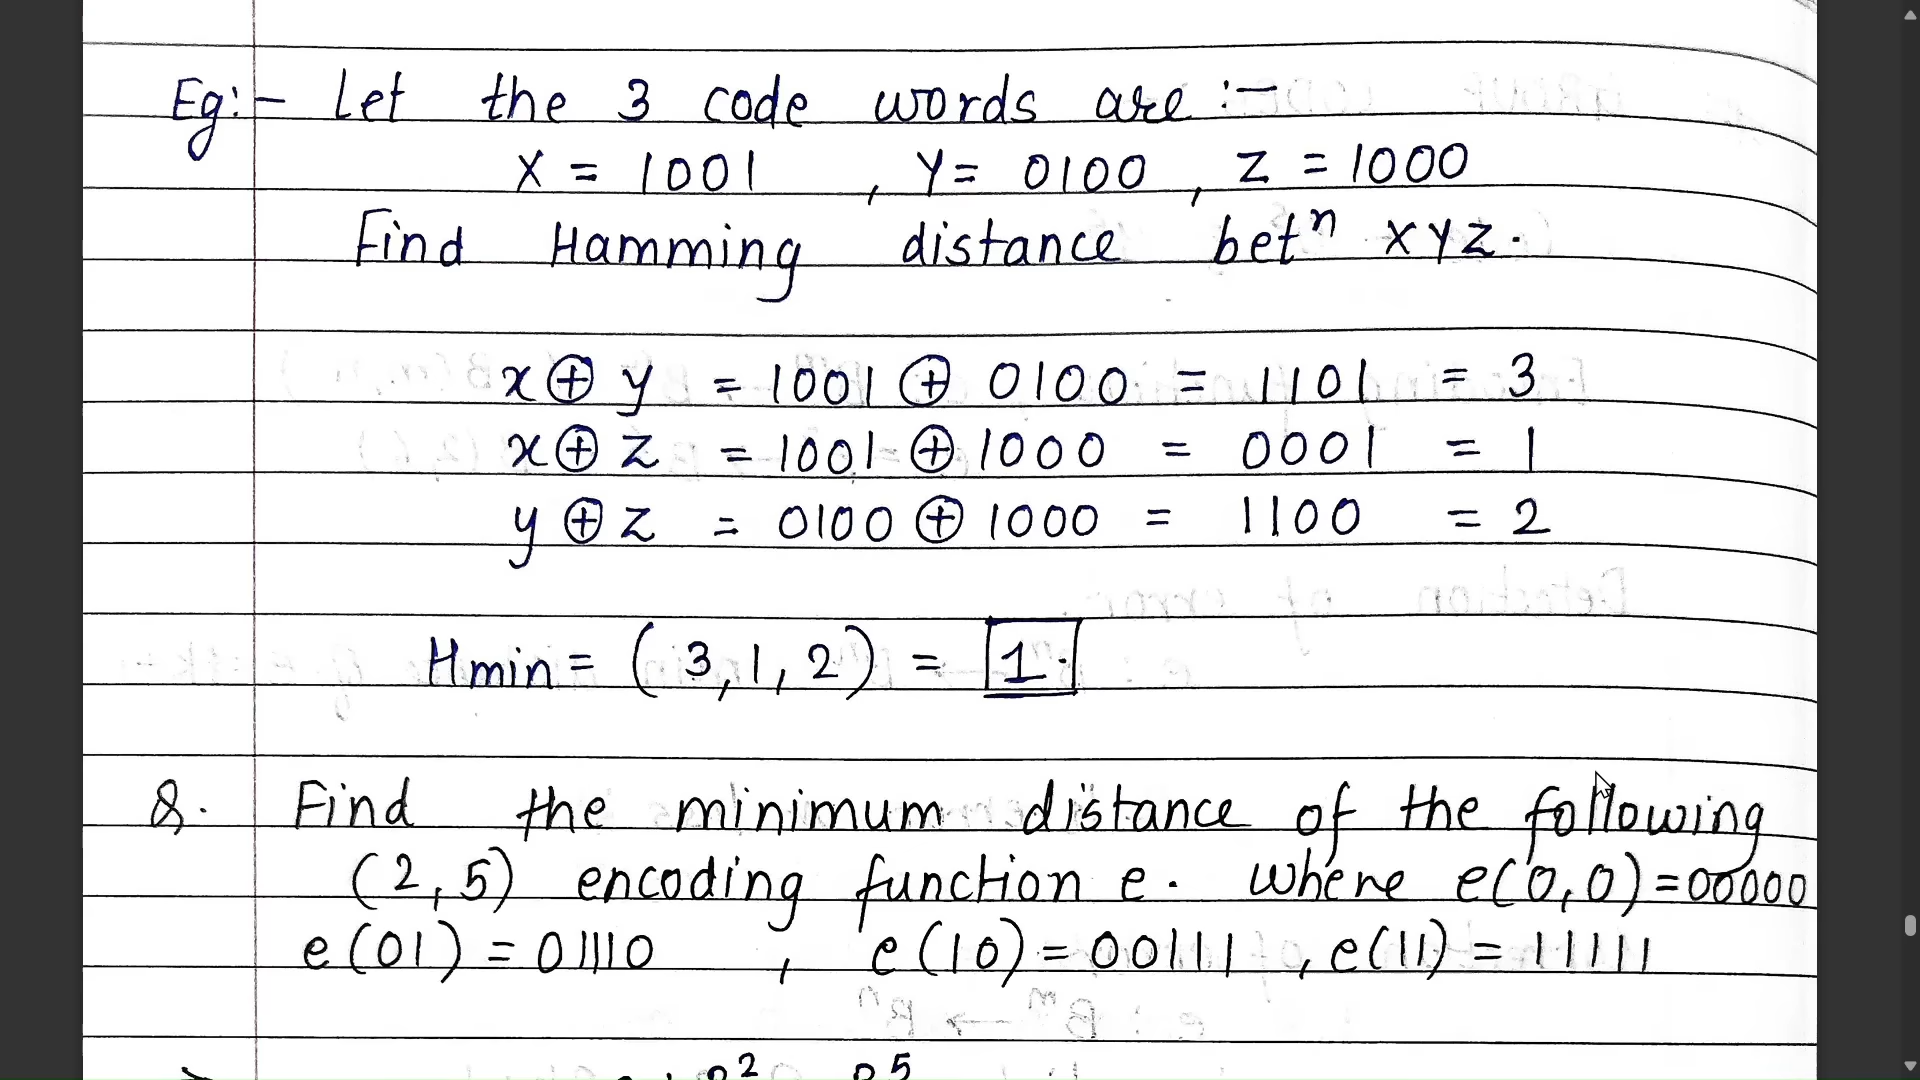 Eg:- Let the 3 code words are :-
X = 1001 , Y = 0100 , Z = 1000
Find Hamming distance betⁿ XYZ.
x ⊕ y = 1001 ⊕ 0100 = 1101 = 3
x ⊕ z = 1001 ⊕ 1000 = 0001 = 1
y ⊕ z = 0100 ⊕ 1000 = 1100 = 2
Hmin = (3,1,2) = 1.
Q. Find the minimum distance of the following
(2,5) encoding function e. where e(0,0)=00000
e(01) = 01110 , e(10) = 00111 , e(11) = 11111